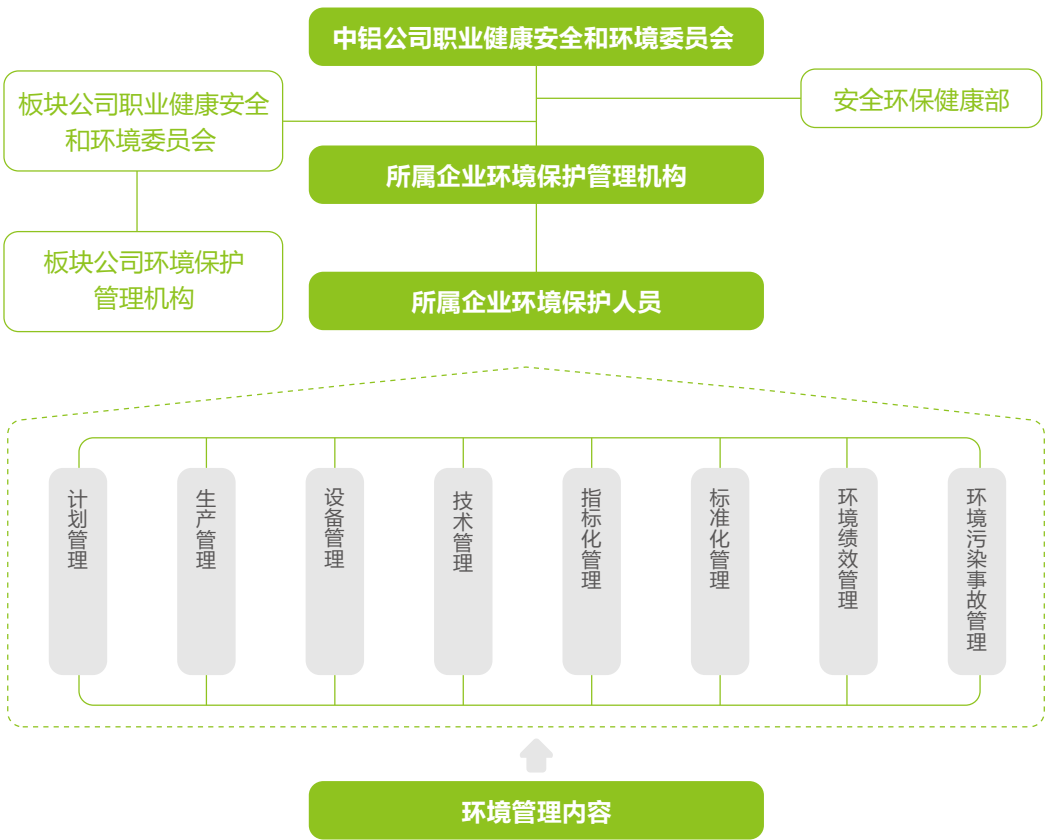 中铝公司职业健康安全和环境委员会
板块公司职业健康安全
和环境委员会
安全环保健康部
所属企业环境保护管理机构
板块公司环境保护
管理机构
所属企业环境保护人员
计划管理
生产管理
设备管理
技术管理
指标化管理
标准化管理
环境绩效管理
环境污染事故管理
环境管理内容